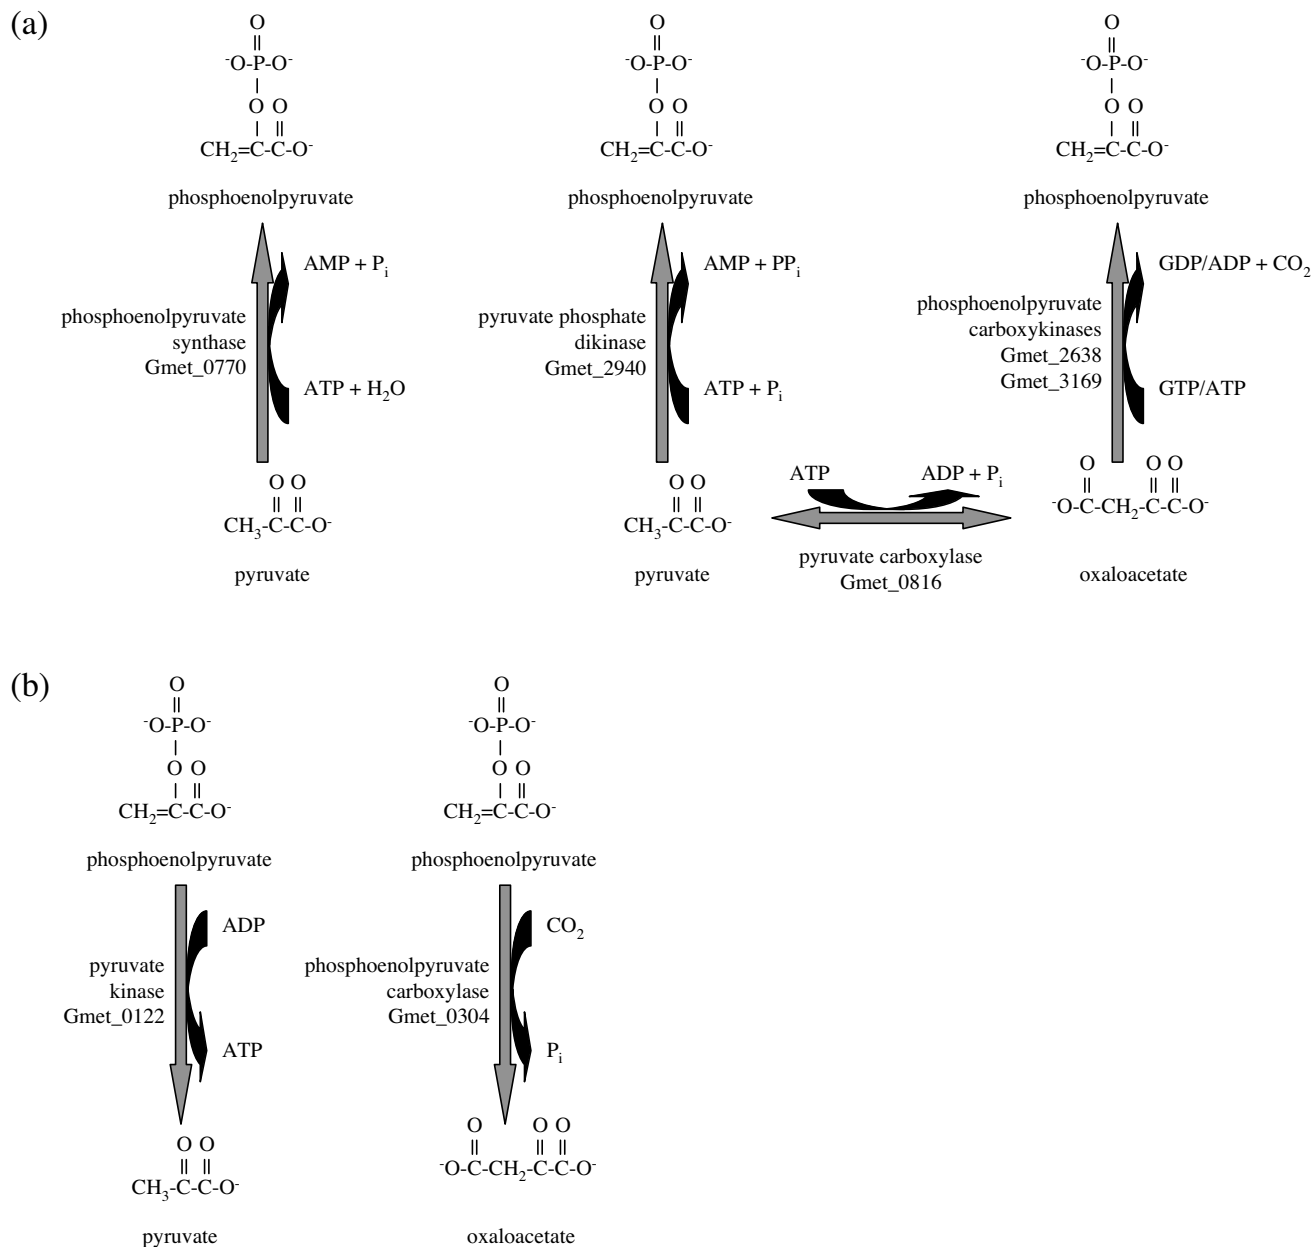 (a)
O
-O-P-O-
O O
CH2=C-C-O-
phosphoenolpyruvate
AMP + Pi
phosphoenolpyruvate
synthase
Gmet_0770
ATP + H2O
O O
CH3-C-C-O-
pyruvate
O
-O-P-O-
O O
CH2=C-C-O-
phosphoenolpyruvate
AMP + PPi
pyruvate phosphate
dikinase
Gmet_2940
ATP + Pi
O O
CH3-C-C-O-
pyruvate
ATP
ADP + Pi
pyruvate carboxylase
Gmet_0816
O
-O-P-O-
O O
CH2=C-C-O-
phosphoenolpyruvate
GDP/ADP + CO2
phosphoenolpyruvate
carboxykinases
Gmet_2638
Gmet_3169
GTP/ATP
O O O
-O-C-CH2-C-C-O-
oxaloacetate
(b)
O
-O-P-O-
O O
CH2=C-C-O-
phosphoenolpyruvate
ADP
pyruvate
kinase
Gmet_0122
ATP
O O
CH3-C-C-O-
pyruvate
O
-O-P-O-
O O
CH2=C-C-O-
phosphoenolpyruvate
CO2
phosphoenolpyruvate
carboxylase
Gmet_0304
Pi
O O O
-O-C-CH2-C-C-O-
oxaloacetate